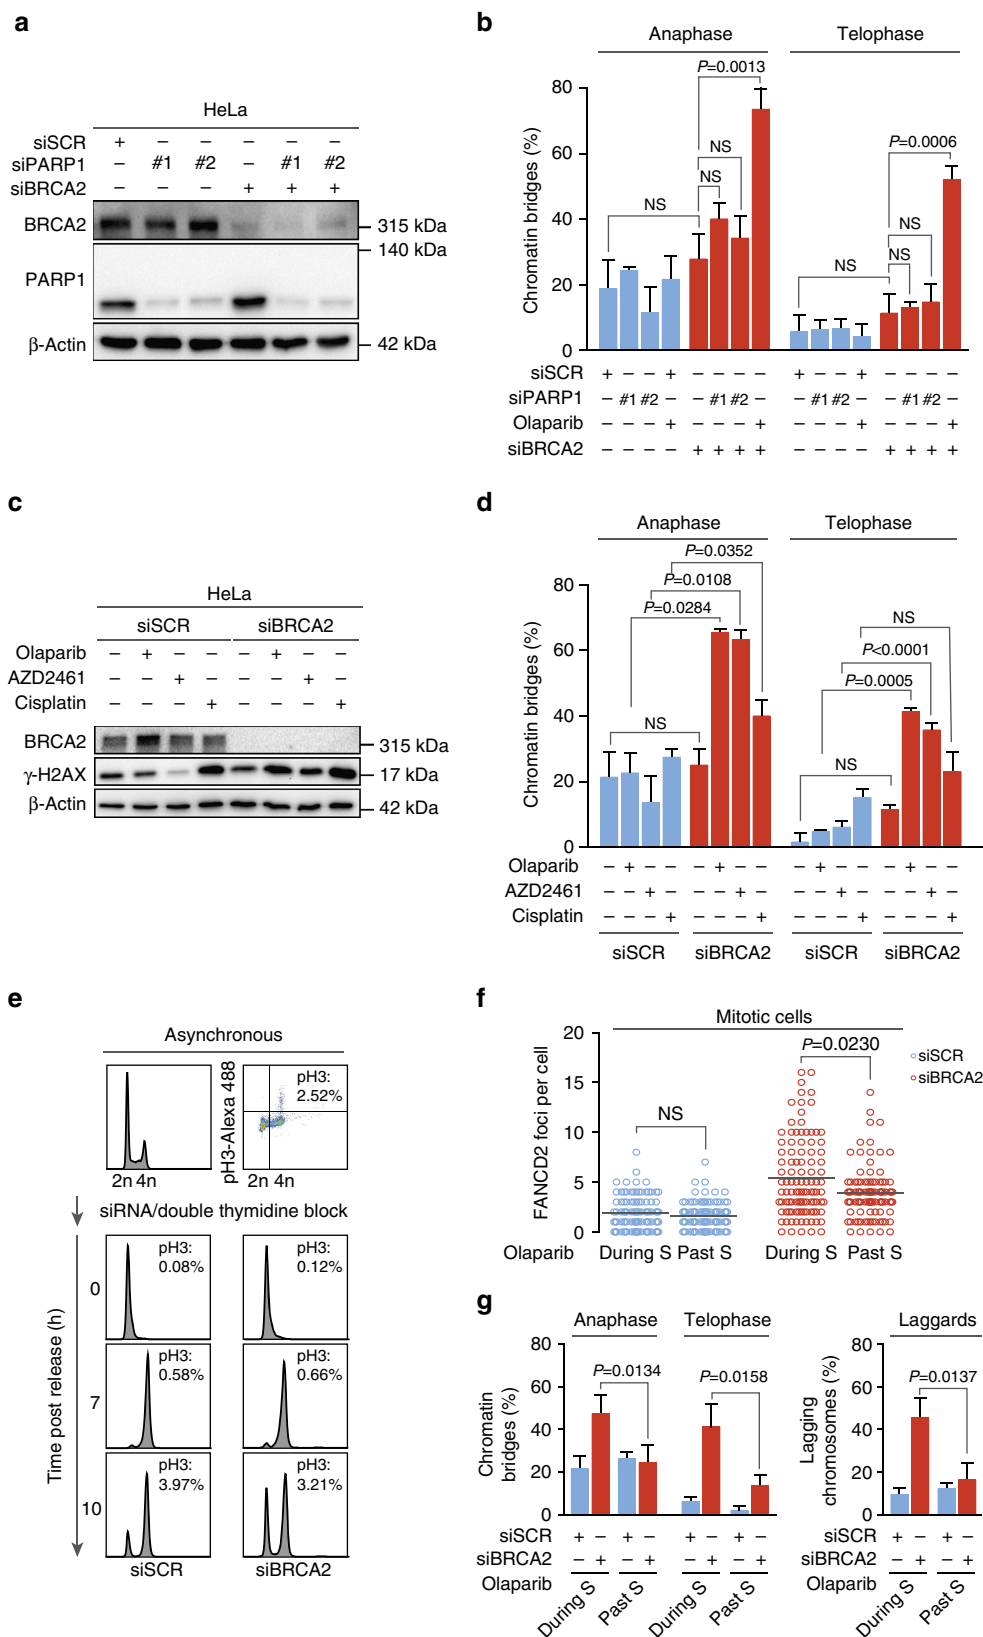 a
HeLa
siSCR + – – – – –
siPARP1 – #1 #2 – #1 #2
siBRCA2 – – – + + +
BRCA2
315 kDa
140 kDa
PARP1
β-Actin
42 kDa
b
Anaphase Telophase
P=0.0013
P=0.0006
NS NS NS
NS NS NS
Chromatin bridges (%)
80
60
40
20
0
siSCR + – – + – – – – + – – + – – – –
siPARP1 – #1 #2 – – #1 #2 – – #1 #2 – – #1 #2 –
Olaparib – – – + – – – + – – – + – – – +
siBRCA2 – – – – + + + + – – – – + + + +
c
HeLa
siSCR siBRCA2
Olaparib – + – – – + – –
AZD2461 – – + – – – + –
Cisplatin – – – + – – – +
BRCA2
315 kDa
γ-H2AX
17 kDa
β-Actin
42 kDa
d
Anaphase Telophase
P=0.0352
P=0.0108
P=0.0284
NS
NS
P<0.0001
P=0.0005
NS
Chromatin bridges (%)
80
60
40
20
0
Olaparib – + – – – + – – – + – – – + – –
AZD2461 – – + – – – + – – – + – – – + –
Cisplatin – – – + – – – + – – – + – – – +
siSCR siBRCA2 siSCR siBRCA2
e
Asynchronous
pH3-Alexa 488
pH3:
2.52%
2n 4n 2n 4n
siRNA/double thymidine block
Time post release (h)
0
pH3:
0.08%
pH3:
0.12%
7
pH3:
0.58%
pH3:
0.66%
10
pH3:
3.97%
pH3:
3.21%
siSCR siBRCA2
f
Mitotic cells
FANCD2 foci per cell
20
15
10
5
0
NS
P=0.0230
siSCR
siBRCA2
Olaparib During S Past S During S Past S
g
Anaphase Telophase Laggards
P=0.0134
P=0.0158
P=0.0137
Chromatin
bridges (%)
80
60
40
20
0
Lagging
chromosomes (%)
80
60
40
20
0
siSCR + – + – + – + –
siBRCA2 – + – + – + – +
Olaparib
During S Past S During S Past S
siSCR + – + –
siBRCA2 – + – +
Olaparib
During S Past S